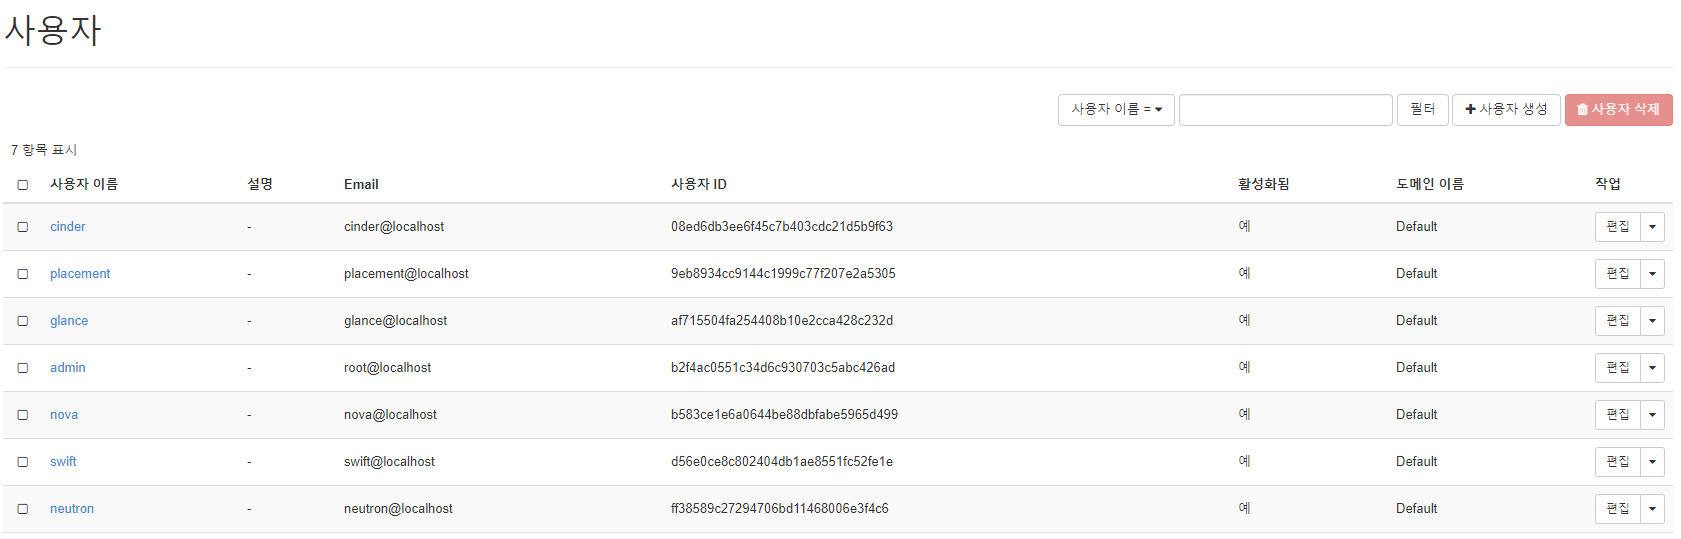 사용자
사용자 이름 = 필터 사용자 생성 사용자 삭제
7 항목 표시
사용자 이름 설명 Email 사용자 ID 활성화됨 도메인 이름 작업
cinder - cinder@localhost 08ed6db3ee6f45c7b403cdc21d5b9f63 예 Default 편집
placement - placement@localhost 9eb8934cc9144c1999c77f207e2a5305 예 Default 편집
glance - glance@localhost af715504fa254408b10e2cca428c232d 예 Default 편집
admin - root@localhost b2f4ac0551c34d6c930703c5abc426ad 예 Default 편집
nova - nova@localhost b583ce1e6a0644be88dbfabe5965d499 예 Default 편집
swift - swift@localhost d56e0ce8c802404db1ae8551fc52fe1e 예 Default 편집
neutron - neutron@localhost ff38589c27294706bd11468006e3f4c6 예 Default 편집